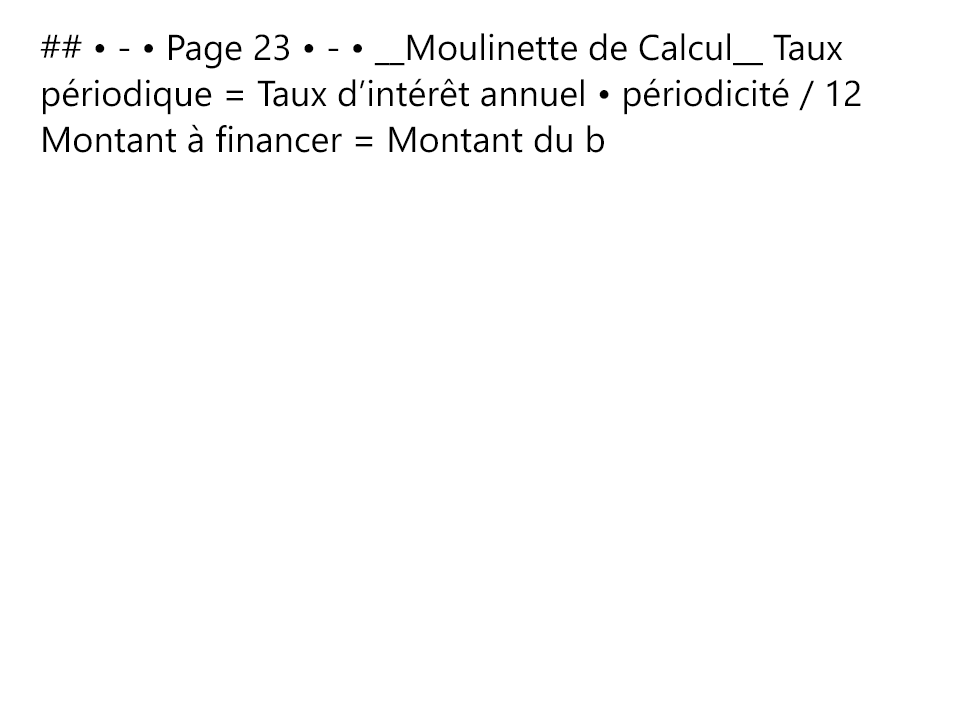 ## • - • Page 23 • - • __Moulinette de Calcul__ Taux
périodique = Taux d’intérêt annuel • périodicité / 12
Montant à financer = Montant du b